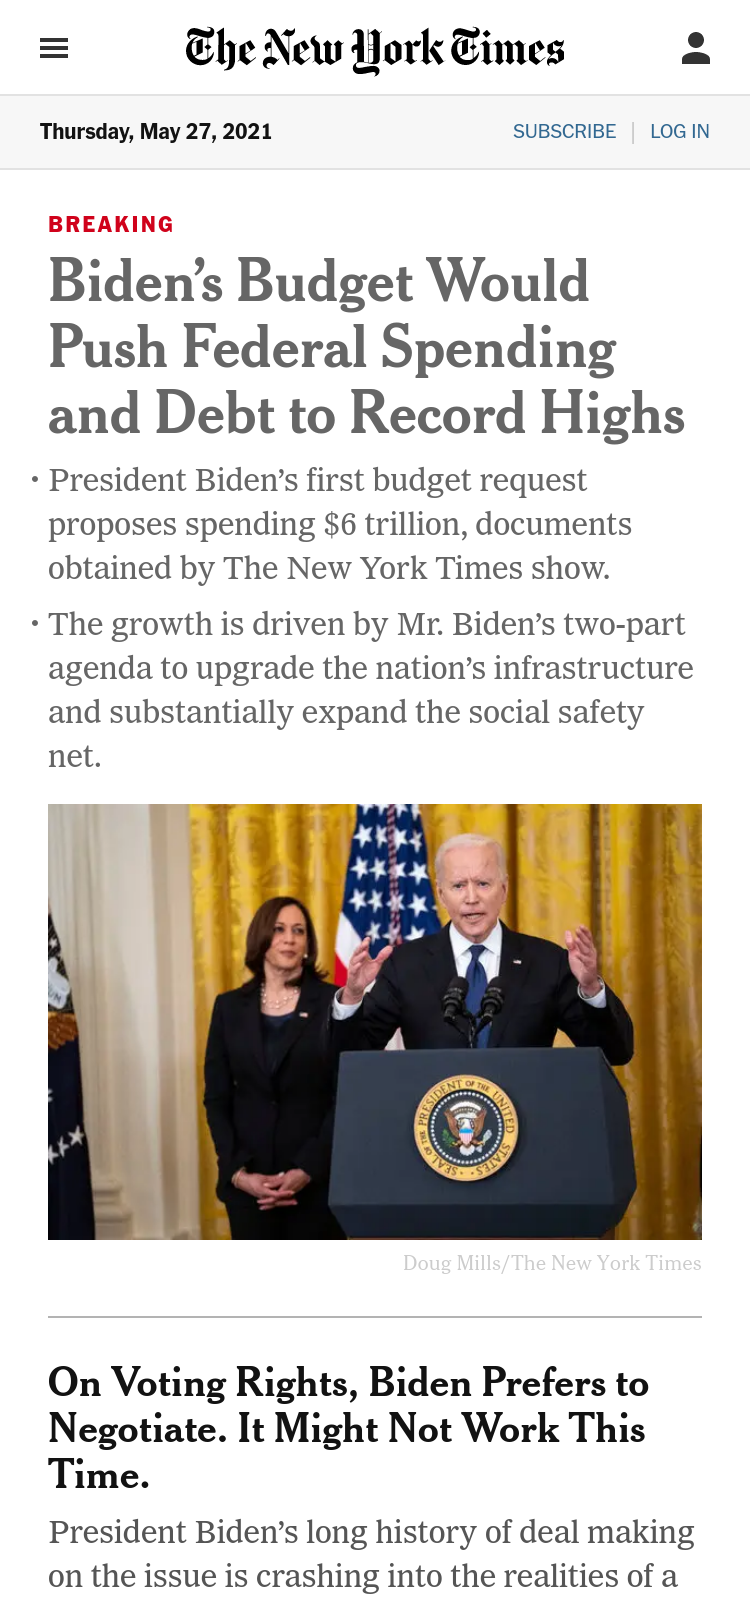 The New York Times
Thursday, May 27, 2021
SUBSCRIBE | LOG IN
BREAKING
Biden’s Budget Would
Push Federal Spending
and Debt to Record Highs
• President Biden’s first budget request
proposes spending $6 trillion, documents
obtained by The New York Times show.
• The growth is driven by Mr. Biden’s two-part
agenda to upgrade the nation’s infrastructure
and substantially expand the social safety
net.
SEAL OF THE PRESIDENT OF THE UNITED STATES
Doug Mills/The New York Times
On Voting Rights, Biden Prefers to
Negotiate. It Might Not Work This
Time.
President Biden’s long history of deal making
on the issue is crashing into the realities of a